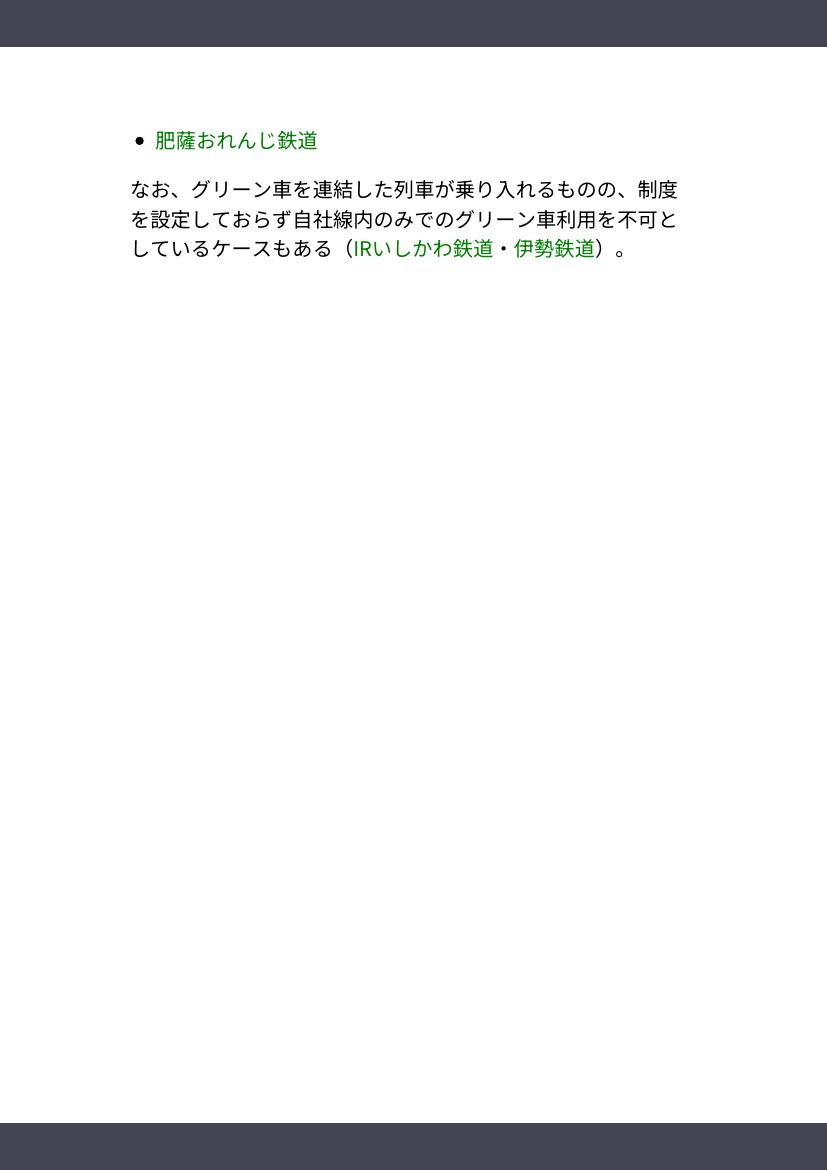 • 肥薩おれんじ鉄道
なお、グリーン車を連結した列車が乗り入れるものの、制度
を設定しておらず自社線内のみでのグリーン車利用を不可と
しているケースもある（IRいしかわ鉄道・伊勢鉄道）。